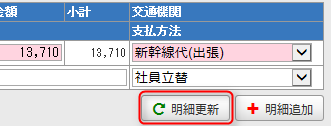 金額 小計 交通機関
支払方法
13,710 13,710 新幹線代(出張)
社員立替
明細更新 明細追加